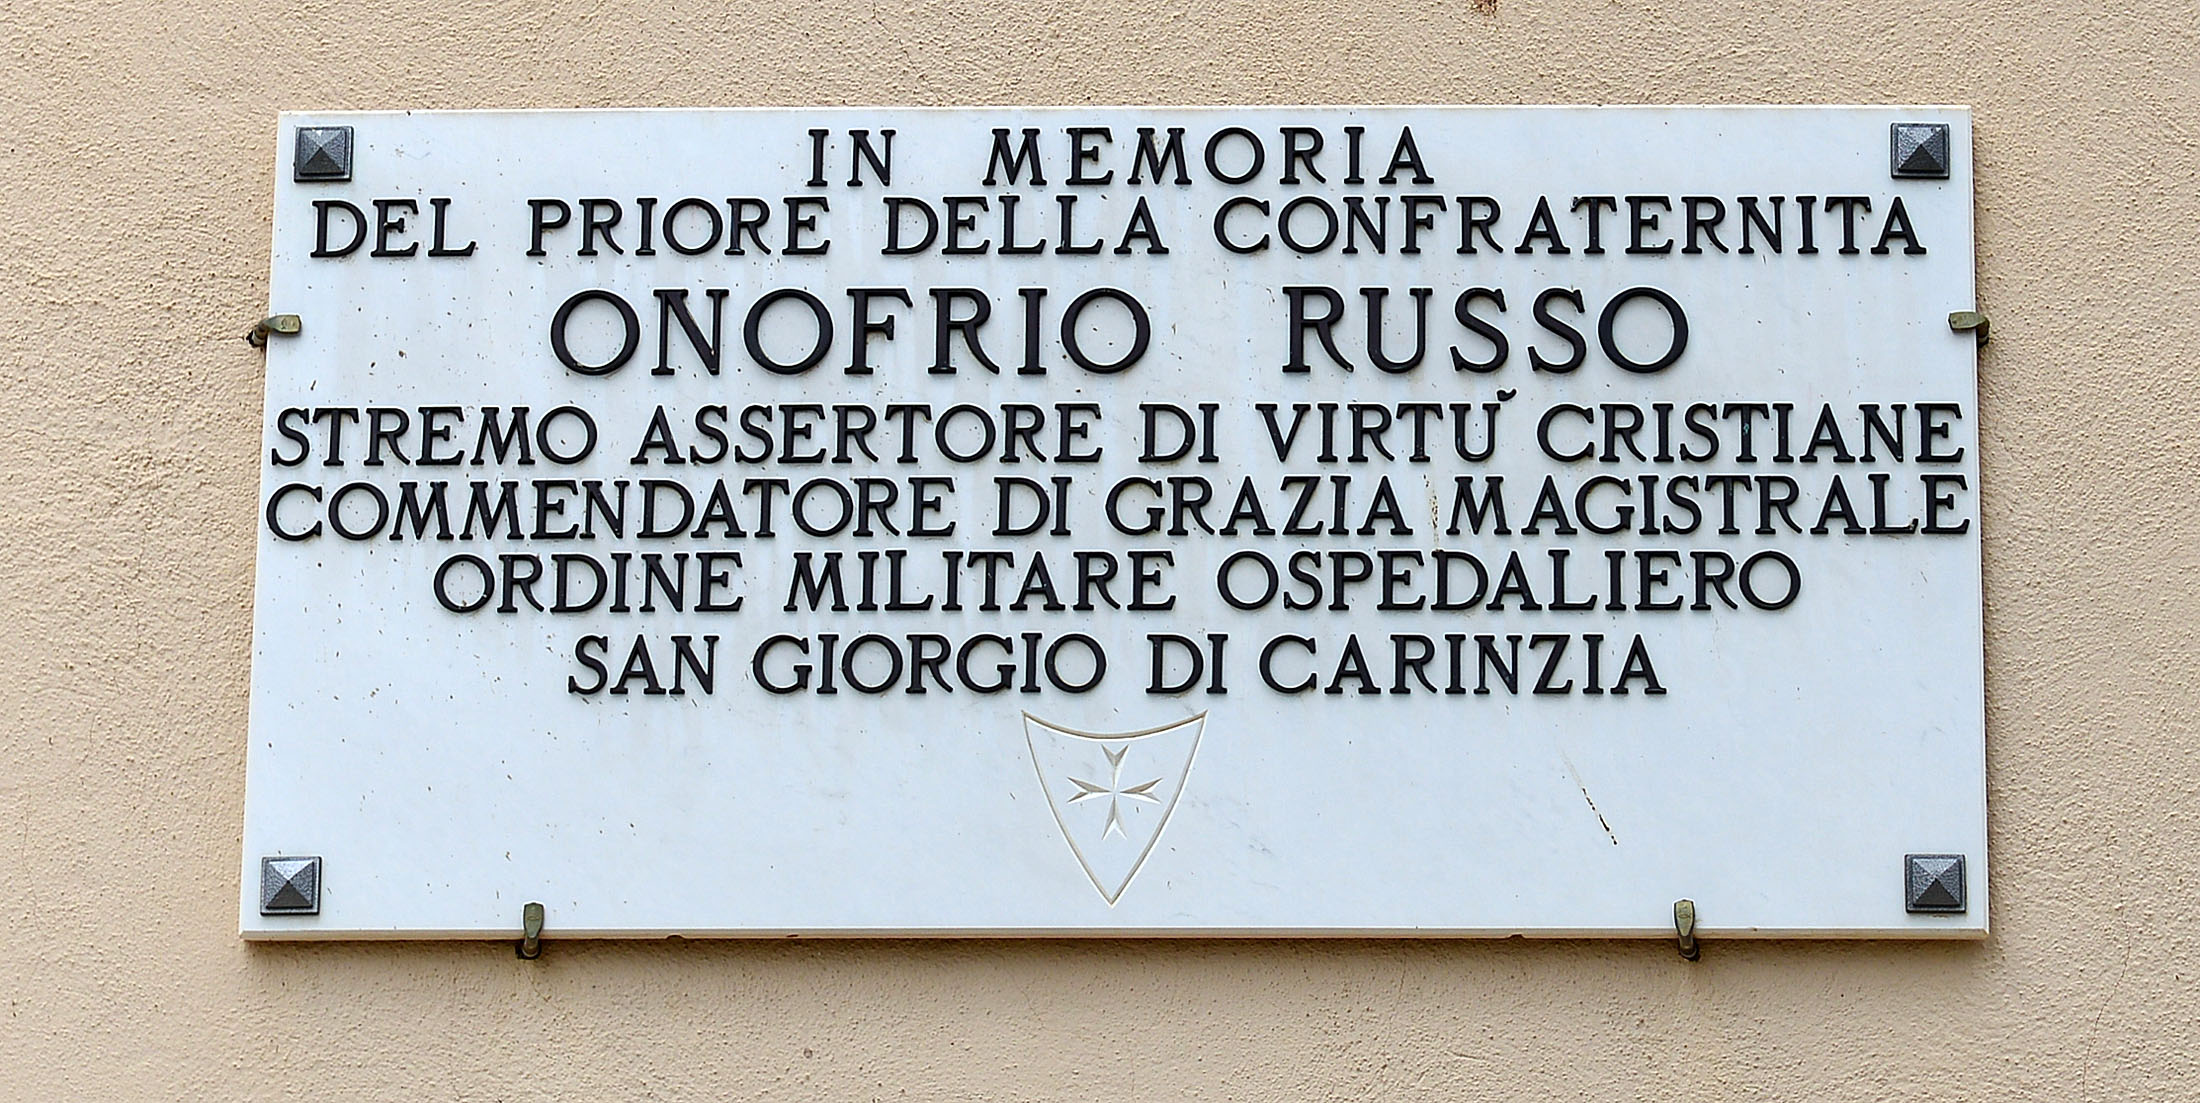 IN MEMORIA
DEL PRIORE DELLA CONFRATERNITA
ONOFRIO RUSSO
STREMO ASSERTORE DI VIRTÙ CRISTIANE
COMMENDATORE DI GRAZIA MAGISTRALE
ORDINE MILITARE OSPEDALIERO
SAN GIORGIO DI CARINZIA